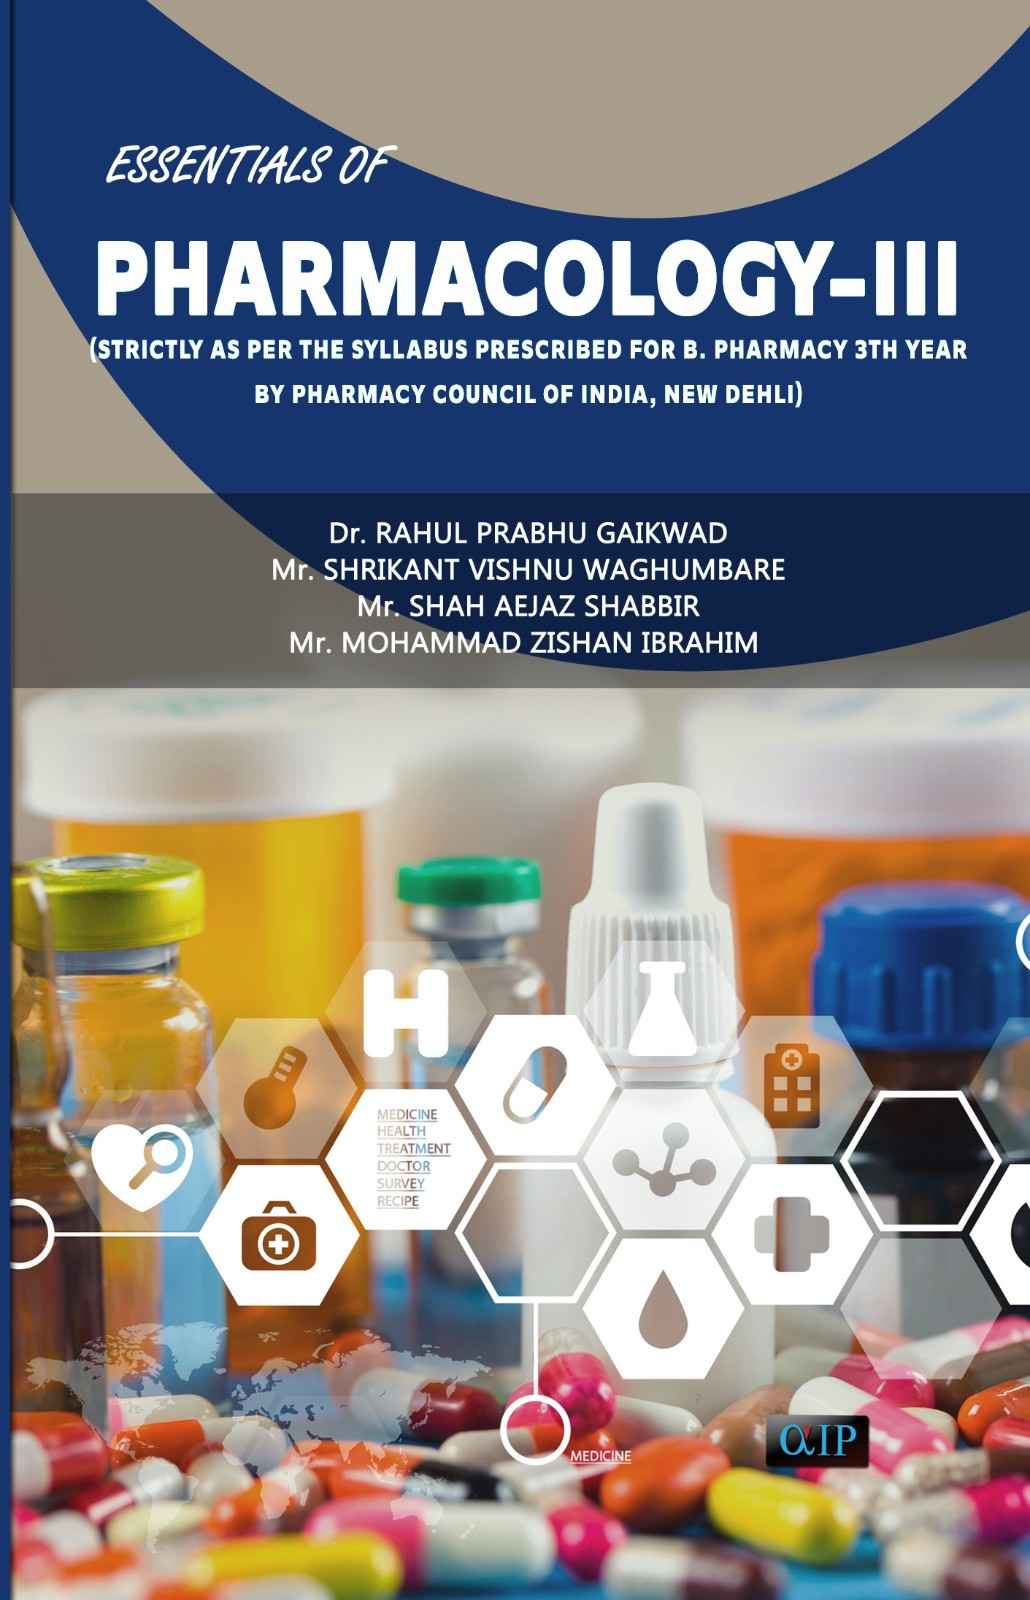 ESSENTIALS OF
PHARMACOLOGY-III
(STRICTLY AS PER THE SYLLABUS PRESCRIBED FOR B. PHARMACY 3TH YEAR
BY PHARMACY COUNCIL OF INDIA, NEW DEHLI)
Dr. RAHUL PRABHU GAIKWAD
Mr. SHRIKANT VISHNU WAGHUMBARE
Mr. SHAH AEJAZ SHABBIR
Mr. MOHAMMAD ZISHAN IBRAHIM
H
MEDICINE
HEALTH
TREATMENT
DOCTOR
SURVEY
RECIPE
MEDICINE
αIP